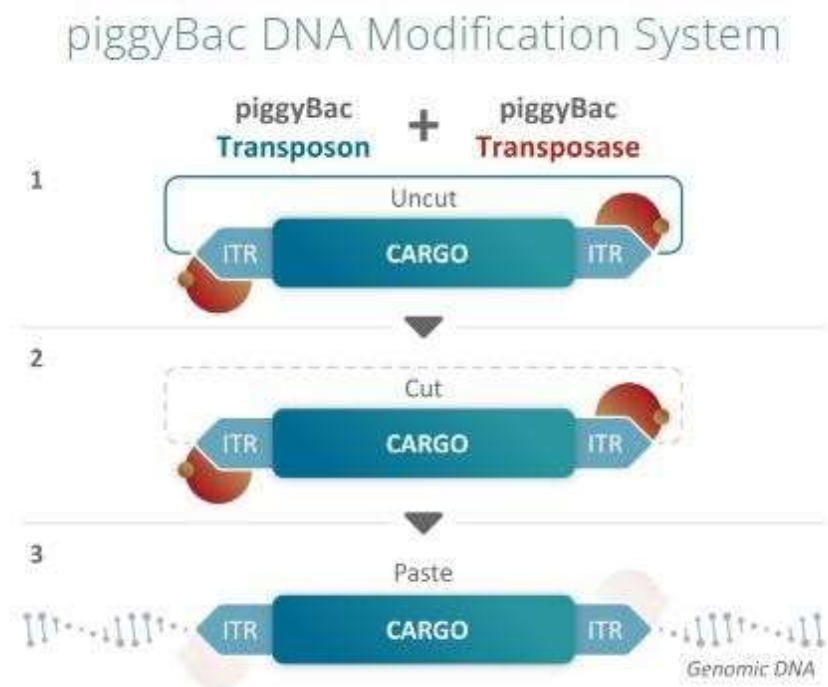 piggyBac DNA Modification System
piggyBac + piggyBac
Transposon Transposase
1
Uncut
ITR CARGO ITR
2
Cut
ITR CARGO ITR
3
Paste
ITR CARGO ITR
Genomic DNA